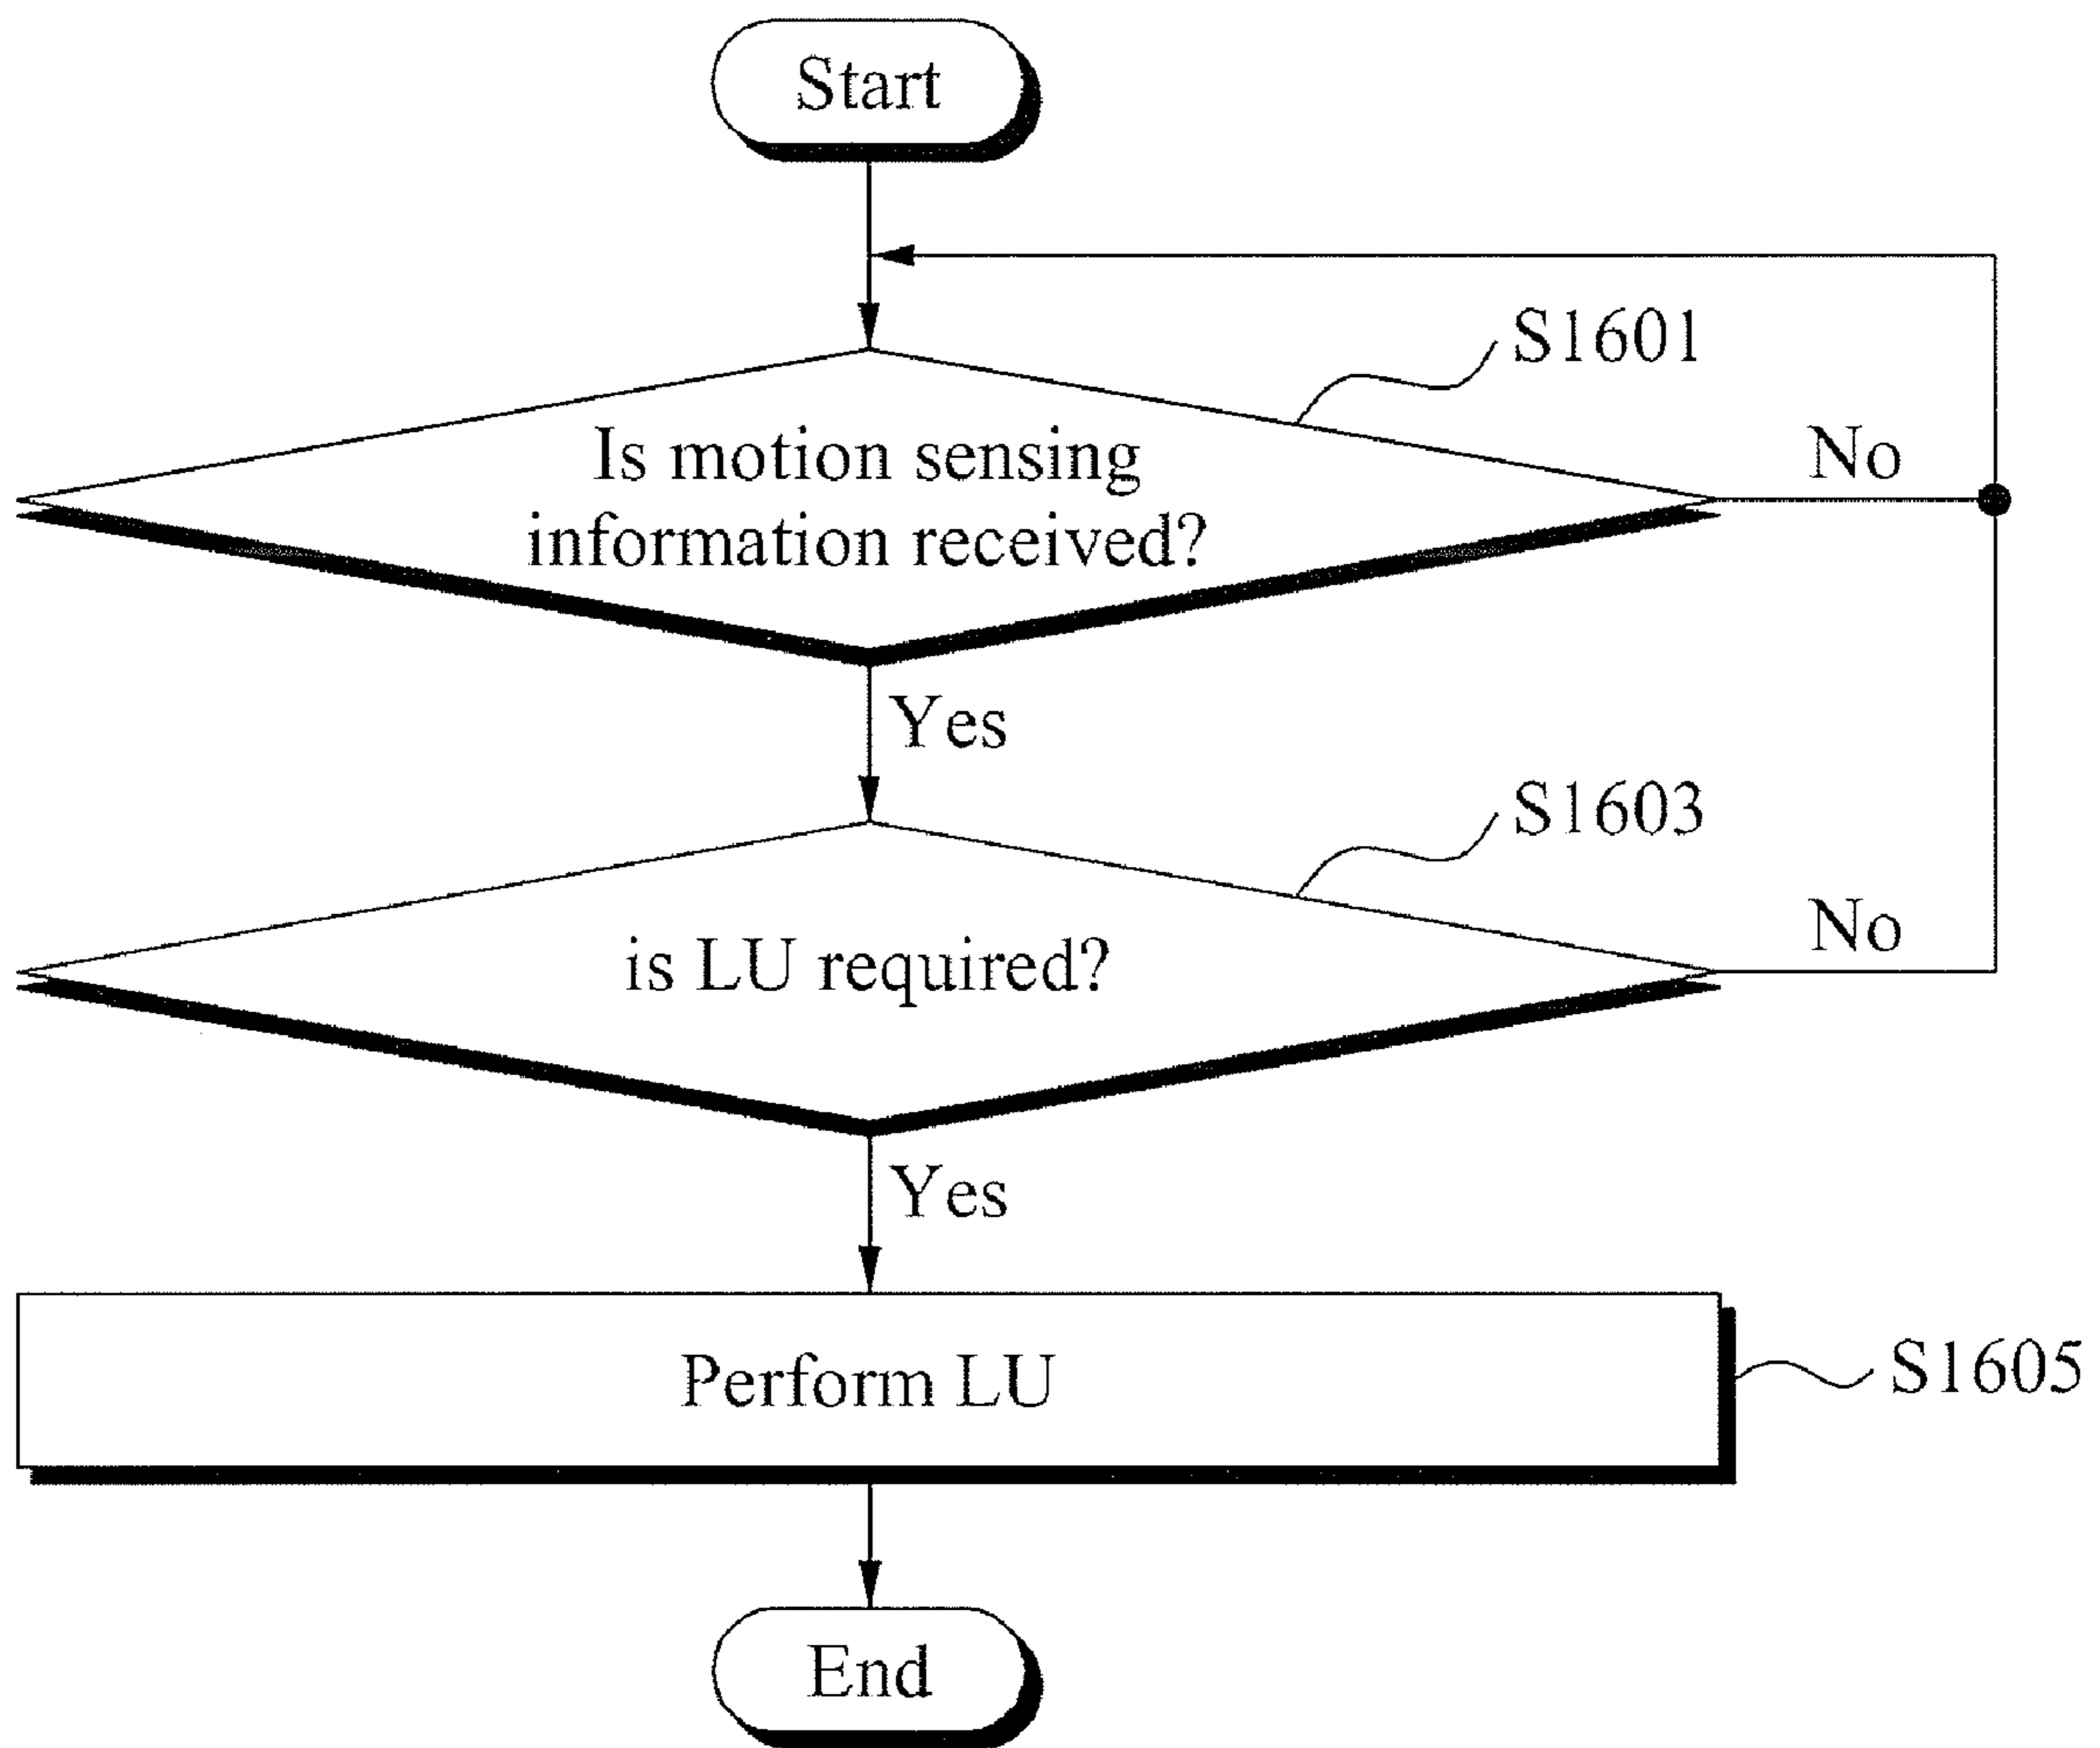 Start
S1601
Is motion sensing
information received?
No
Yes
S1603
is LU required?
No
Yes
Perform LU
S1605
End